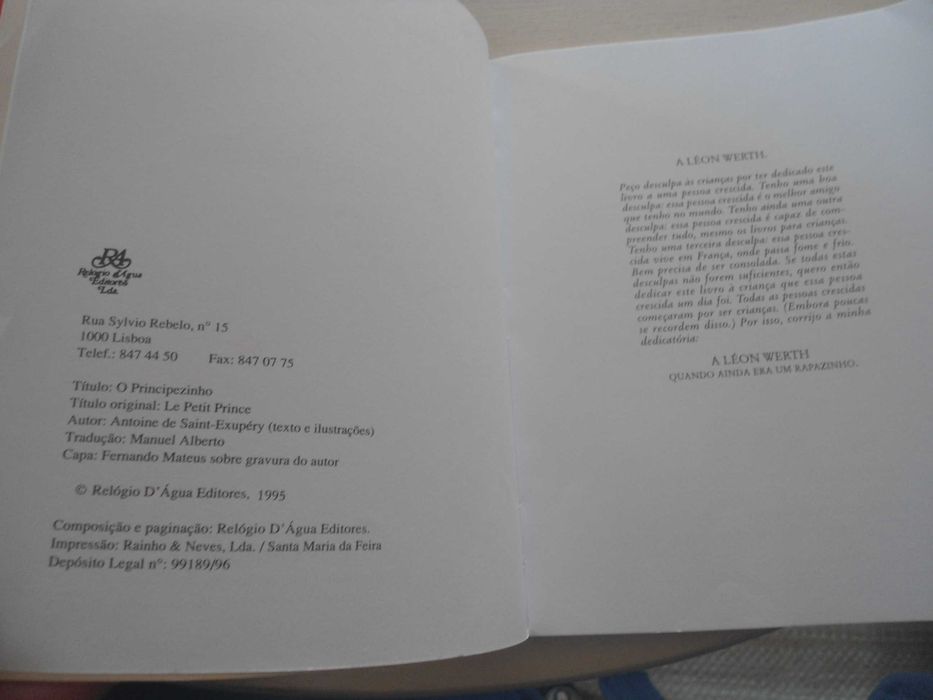 RA
Relógio d'Água
Editores
Lda.
Rua Sylvio Rebelo, nº 15
1000 Lisboa
Telef.: 847 44 50 Fax: 847 07 75
Título: O Principezinho
Título original: Le Petit Prince
Autor: Antoine de Saint-Exupéry (texto e ilustrações)
Tradução: Manuel Alberto
Capa: Fernando Mateus sobre gravura do autor
© Relógio D'Água Editores, 1995
Composição e paginação: Relógio D'Água Editores.
Impressão: Rainho & Neves, Lda. / Santa Maria da Feira
Depósito Legal nº: 99189/96
A LÉON WERTH.
Peço desculpa às crianças por ter dedicado este
livro a uma pessoa crescida. Tenho uma boa
desculpa: essa pessoa crescida é o melhor amigo
que tenho no mundo. Tenho ainda uma outra
desculpa: essa pessoa crescida é capaz de com-
preender tudo, mesmo os livros para crianças.
Tenho uma terceira desculpa: essa pessoa cres-
cida vive em França, onde passa fome e frio.
Bem precisa de ser consolada. Se todas estas
desculpas não forem suficientes, quero então
dedicar este livro à criança que essa pessoa
crescida um dia foi. Todas as pessoas crescidas
começaram por ser crianças. (Embora poucas
se recordem disso.) Por isso, corrijo a minha
dedicatória:
A LÉON WERTH
QUANDO AINDA ERA UM RAPAZINHO.